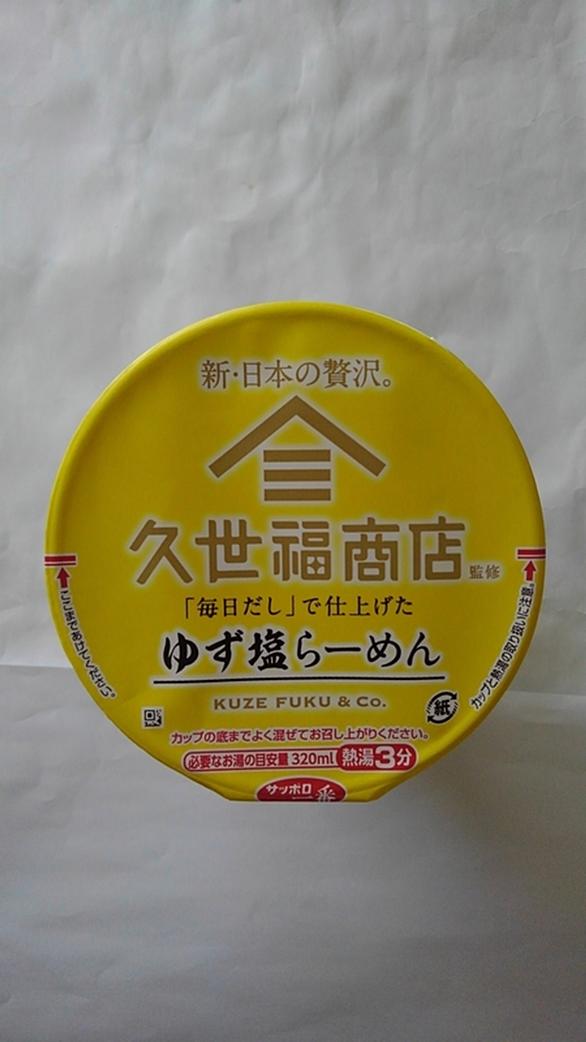 新・日本の贅沢。
久世福商店監修
「毎日だし」で仕上げた
ゆず塩らーめん
KUZE FUKU & Co.
ここまであけてください。
カップと熱湯の取り扱いに注意。
紙
カップの底までよく混ぜてお召し上がりください。
必要なお湯の目安量 320ml 熱湯3分
サッポロ一番